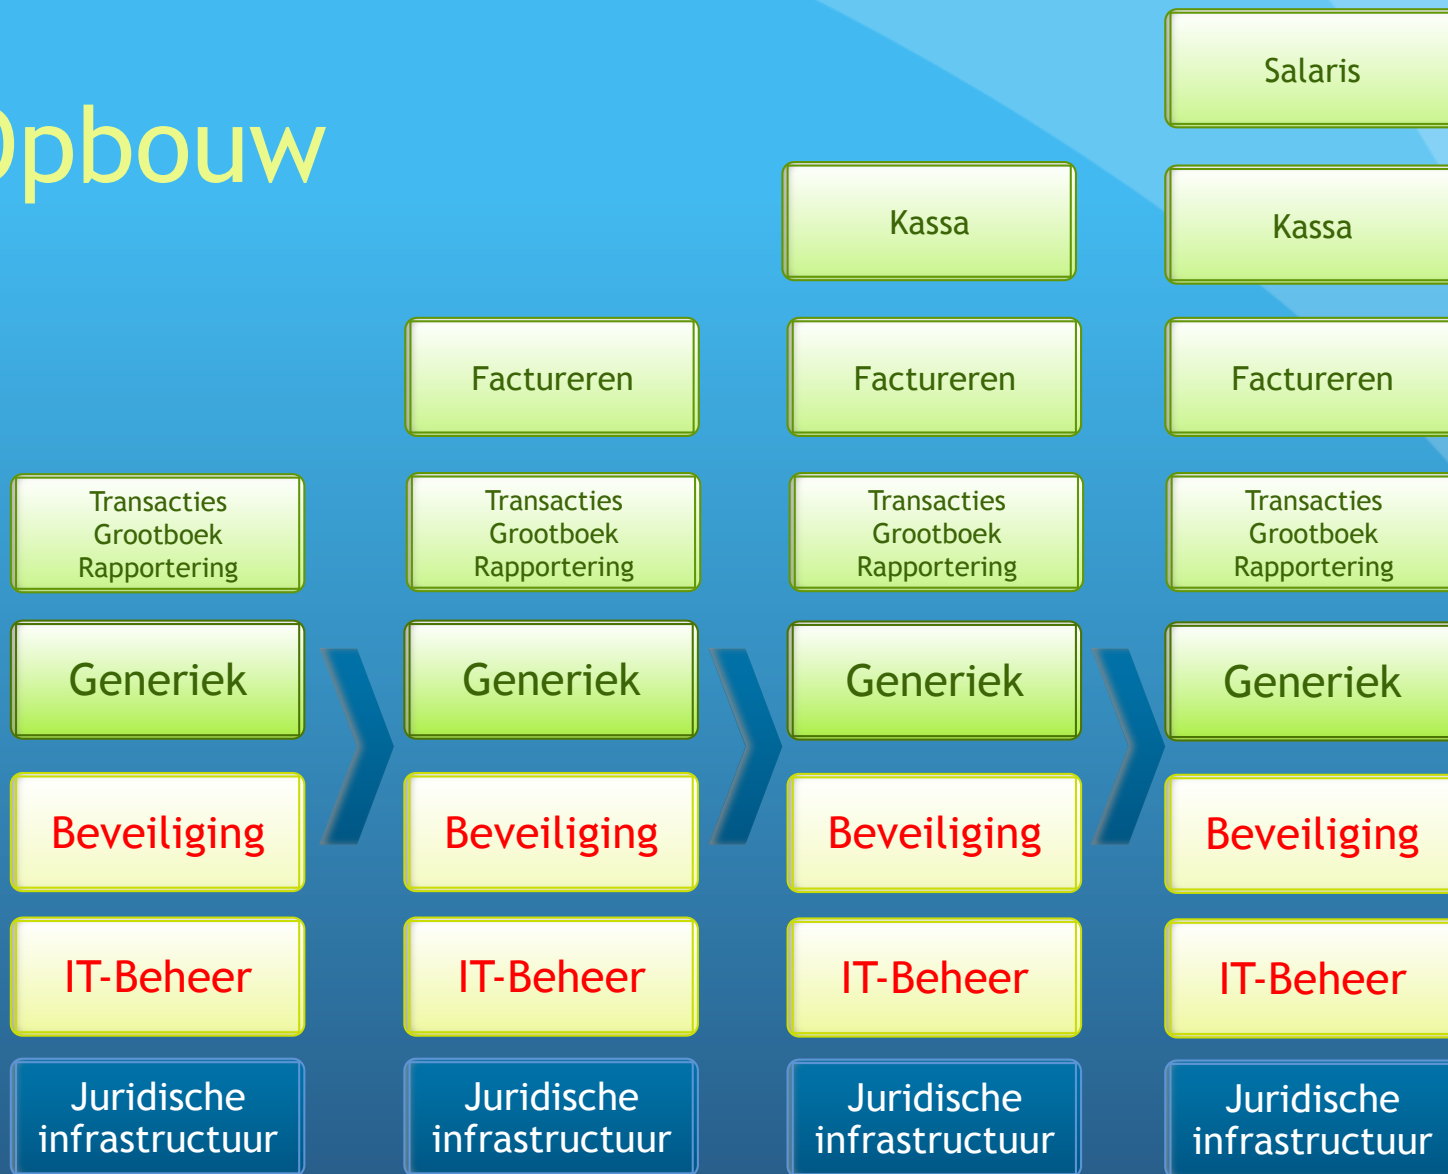 Opbouw
Salaris
Kassa
Kassa
Factureren
Factureren
Factureren
Transacties
Grootboek
Rapportering
Transacties
Grootboek
Rapportering
Transacties
Grootboek
Rapportering
Transacties
Grootboek
Rapportering
Generiek
Generiek
Generiek
Generiek
Beveiliging
Beveiliging
Beveiliging
Beveiliging
IT-Beheer
IT-Beheer
IT-Beheer
IT-Beheer
Juridische
infrastructuur
Juridische
infrastructuur
Juridische
infrastructuur
Juridische
infrastructuur